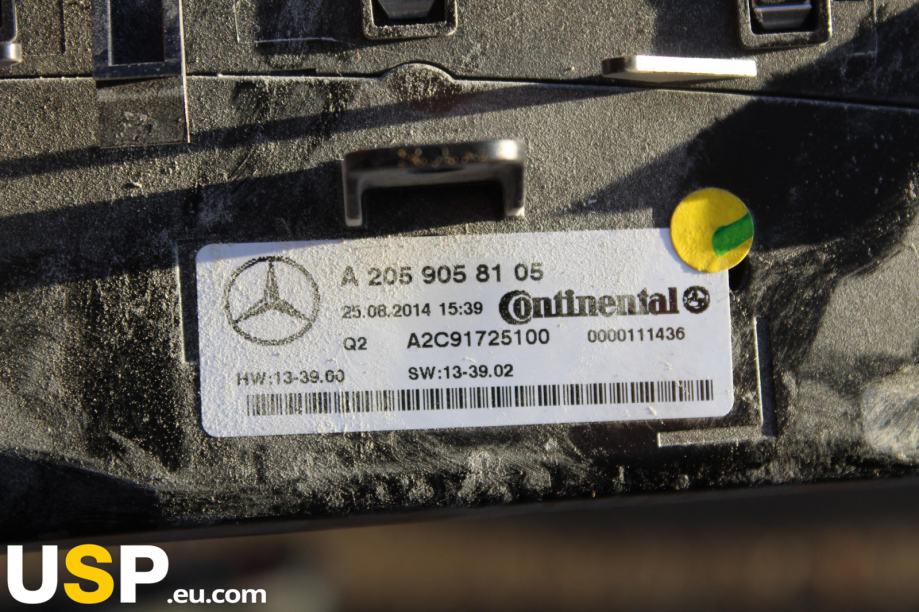 A 205 905 81 05
25.08.2014 15:39 Continental
Q2 A2C91725100 0000111436
HW:13-39.00 SW:13-39.02
USP.eu.com